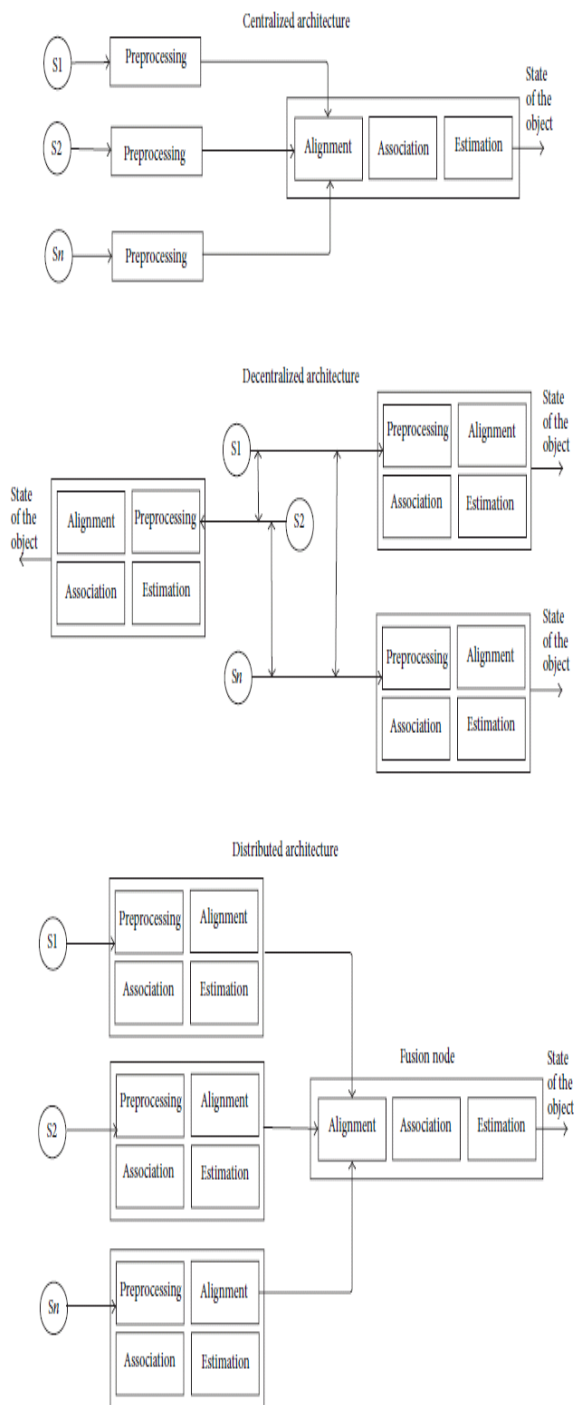 Centralized architecture
S1
Preprocessing
State
of the
object
S2
Preprocessing
Alignment
Association
Estimation
Sn
Preprocessing
Decentralized architecture
S1
Preprocessing
Alignment
State
of the
object
Association
Estimation
State
of the
object
Alignment
Preprocessing
S2
Association
Estimation
Sn
Preprocessing
Alignment
State
of the
object
Association
Estimation
Distributed architecture
S1
Preprocessing
Alignment
Association
Estimation
Fusion node
State
of the
object
S2
Preprocessing
Alignment
Association
Estimation
Alignment
Association
Estimation
Sn
Preprocessing
Alignment
Association
Estimation